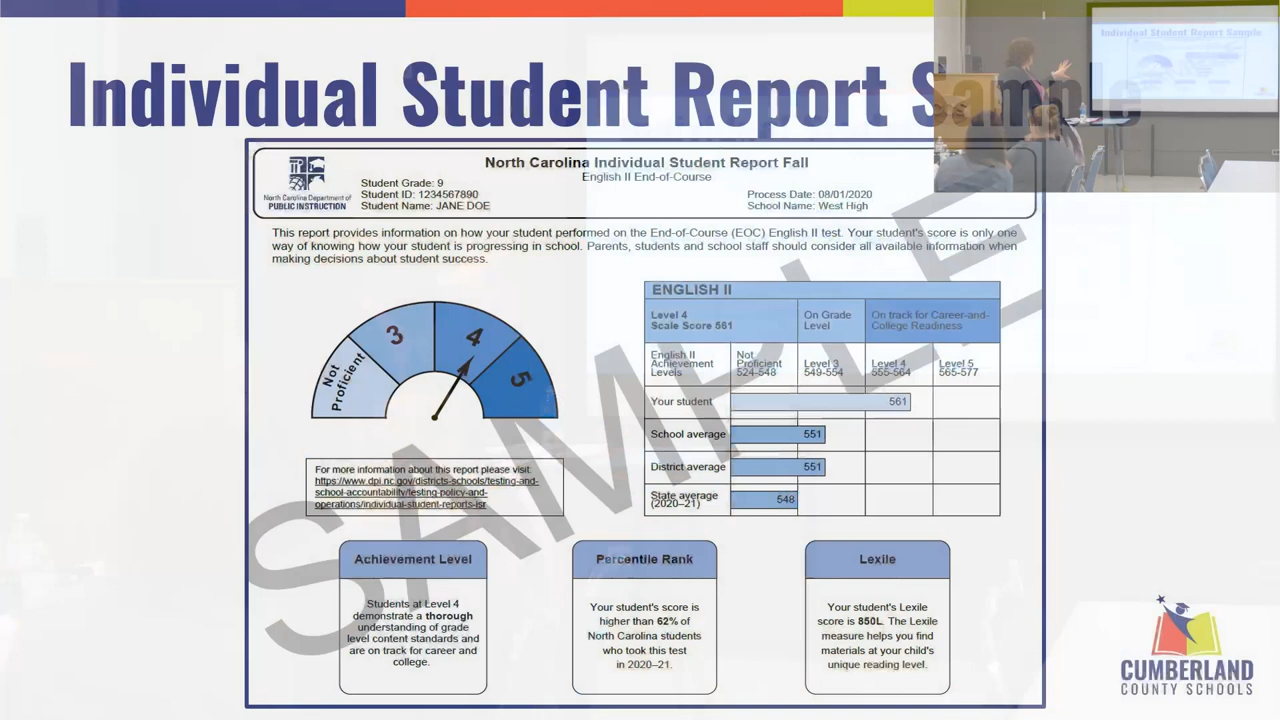 Individual Student Report Sample
Individual Student Report Sample
North Carolina Individual Student Report Fall
English II End-of-Course
North Carolina Department of
PUBLIC INSTRUCTION
Student Grade: 9
Student ID: 1234567890
Student Name: JANE DOE
Process Date: 08/01/2020
School Name: West High
This report provides information on how your student performed on the End-of-Course (EOC) English II test. Your student's score is only one
way of knowing how your student is progressing in school. Parents, students and school staff should consider all available information when
making decisions about student success.
Not
Proficient
3
4
5
For more information about this report please visit:
https://www.dpi.nc.gov/districts-schools/testing-and-
school-accountability/testing-policy-and-
operations/individual-student-reports-isr
ENGLISH II
Level 4
Scale Score 561
On Grade
Level
On track for Career-and-
College Readiness
English II
Achievement
Levels
Not
Proficient
524-548
Level 3
549-554
Level 4
555-564
Level 5
565-577
Your student 561
School average 551
District average 551
State average
(2020–21)
548
SAMPLE
Achievement Level
Students at Level 4
demonstrate a thorough
understanding of grade
level content standards and
are on track for career and
college.
Percentile Rank
Your student's score is
higher than 62% of
North Carolina students
who took this test
in 2020–21.
Lexile
Your student's Lexile
score is 850L. The Lexile
measure helps you find
materials at your child's
unique reading level.
CUMBERLAND
COUNTY SCHOOLS